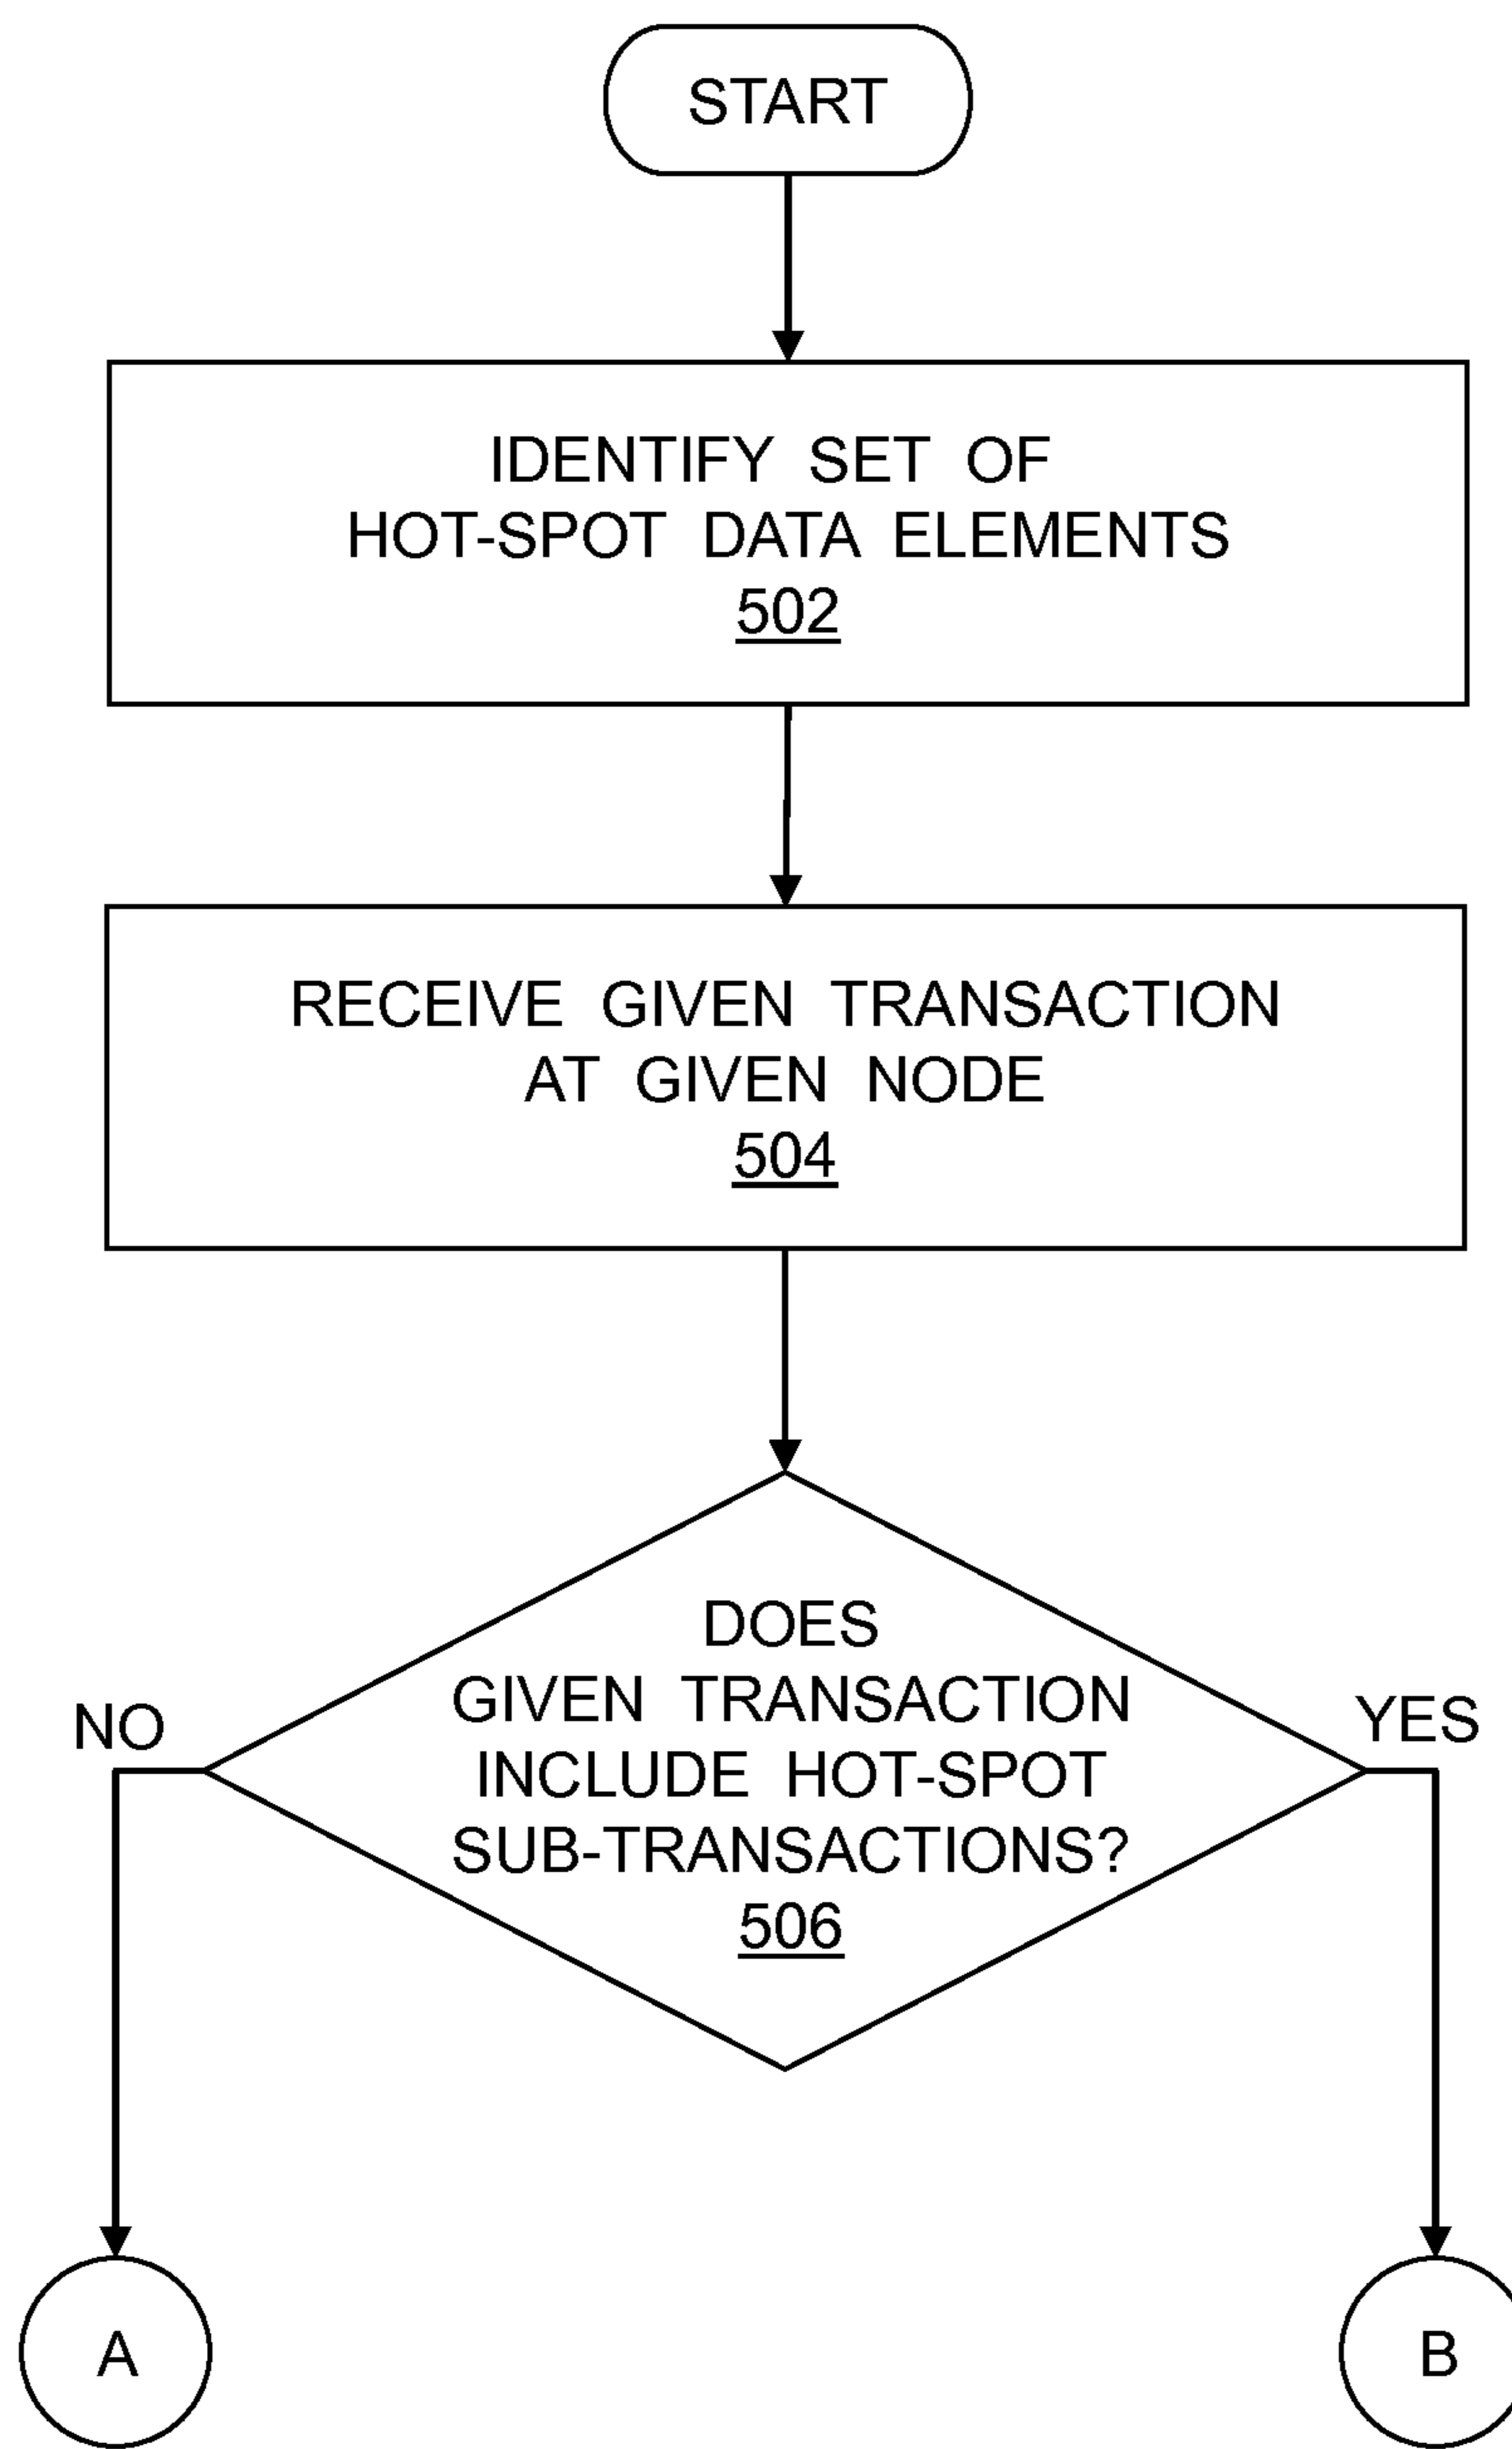 START
IDENTIFY SET OF
HOT-SPOT DATA ELEMENTS
502
RECEIVE GIVEN TRANSACTION
AT GIVEN NODE
504
DOES
GIVEN TRANSACTION
INCLUDE HOT-SPOT
SUB-TRANSACTIONS?
506
NO
YES
A
B